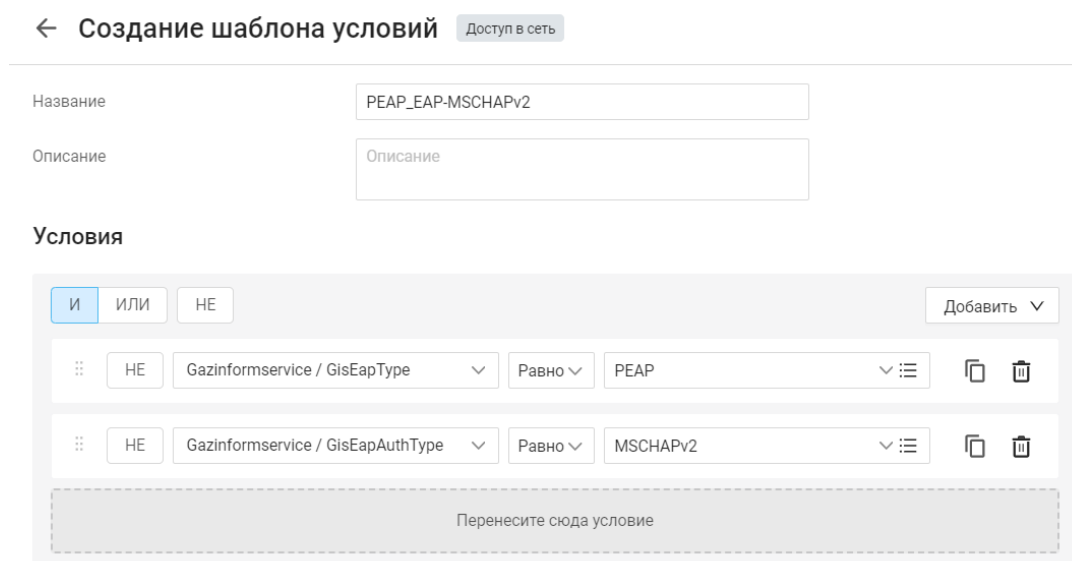 Создание шаблона условий Доступ в сеть
Название PEAP_EAP-MSCHAPv2
Описание Описание
Условия
И ИЛИ НЕ Добавить
НЕ Gazinformservice / GisEapType Равно PEAP
НЕ Gazinformservice / GisEapAuthType Равно MSCHAPv2
Перенесите сюда условие